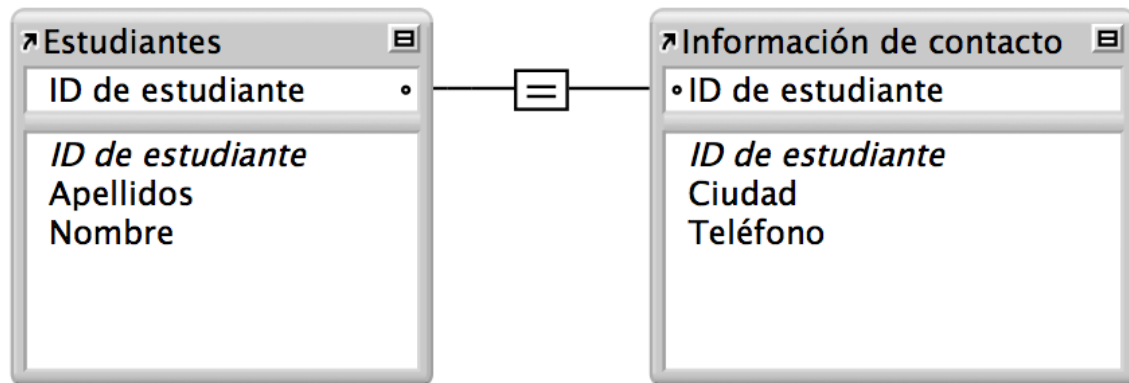 Estudiantes
ID de estudiante
ID de estudiante
Apellidos
Nombre
=
Información de contacto
ID de estudiante
ID de estudiante
Ciudad
Teléfono